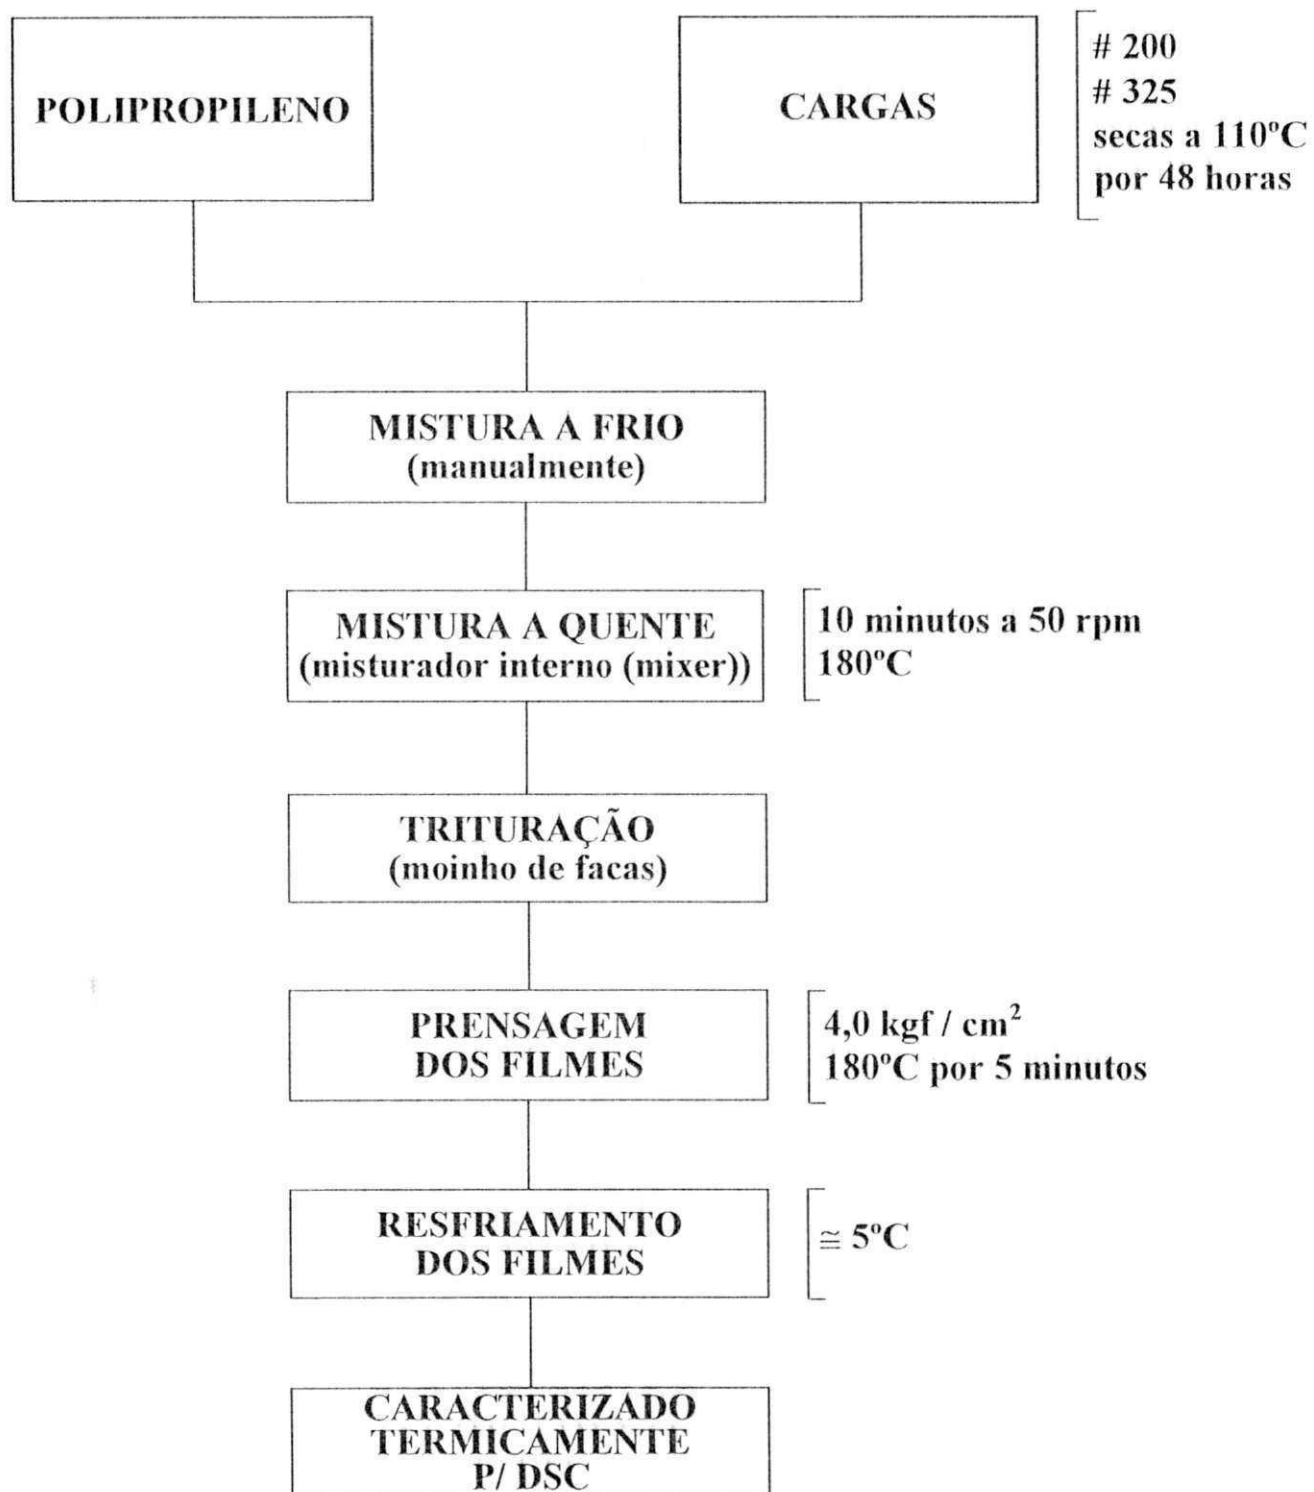 POLIPROPILENO
CARGAS
# 200
# 325
secas a 110ºC
por 48 horas
MISTURA A FRIO
(manualmente)
MISTURA A QUENTE
(misturador interno (mixer))
10 minutos a 50 rpm
180ºC
TRITURAÇÃO
(moinho de facas)
PRENSAGEM
DOS FILMES
4,0 kgf / cm²
180ºC por 5 minutos
RESFRIAMENTO
DOS FILMES
≅ 5ºC
CARACTERIZADO
TERMICAMENTE
P/ DSC